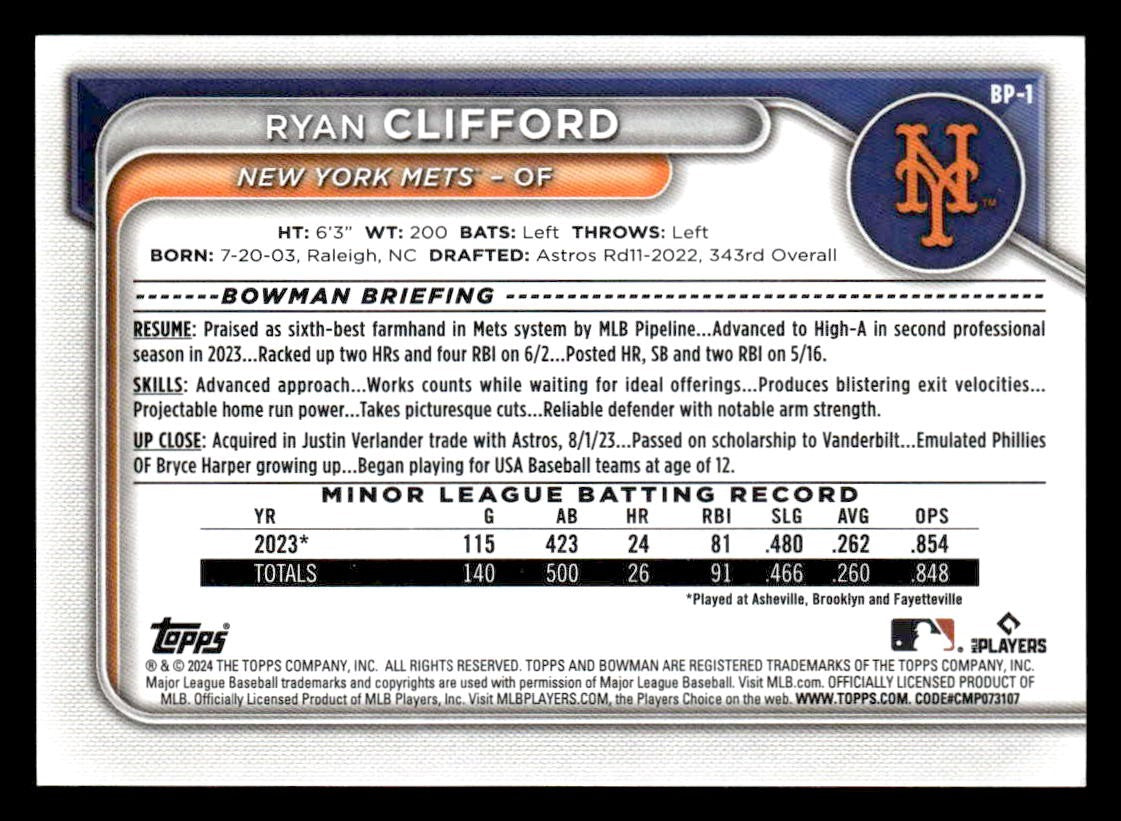 BP-1
RYAN CLIFFORD
NEW YORK METS™ – OF
NY
™
HT: 6'3" WT: 200 BATS: Left THROWS: Left
BORN: 7-20-03, Raleigh, NC DRAFTED: Astros Rd11-2022, 343rd Overall
BOWMAN BRIEFING
RESUME: Praised as sixth-best farmhand in Mets system by MLB Pipeline...Advanced to High-A in second professional
season in 2023...Racked up two HRs and four RBI on 6/2...Posted HR, SB and two RBI on 5/16.
SKILLS: Advanced approach...Works counts while waiting for ideal offerings...Produces blistering exit velocities...
Projectable home run power...Takes picturesque cuts...Reliable defender with notable arm strength.
UP CLOSE: Acquired in Justin Verlander trade with Astros, 8/1/23...Passed on scholarship to Vanderbilt...Emulated Phillies
OF Bryce Harper growing up...Began playing for USA Baseball teams at age of 12.
MINOR LEAGUE BATTING RECORD
YR G AB HR RBI SLG AVG OPS
2023* 115 423 24 81 .480 .262 .854
TOTALS 140 500 26 91 .466 .260 .848
*Played at Asheville, Brooklyn and Fayetteville
Topps®
MLB PLAYERS
® & © 2024 THE TOPPS COMPANY, INC. ALL RIGHTS RESERVED. TOPPS AND BOWMAN ARE REGISTERED TRADEMARKS OF THE TOPPS COMPANY, INC.
Major League Baseball trademarks and copyrights are used with permission of Major League Baseball. Visit MLB.com. OFFICIALLY LICENSED PRODUCT OF
MLB. Officially Licensed Product of MLB Players, Inc. Visit MLBPLAYERS.COM, the Players Choice on the web. WWW.TOPPS.COM. CODE#CMP073107